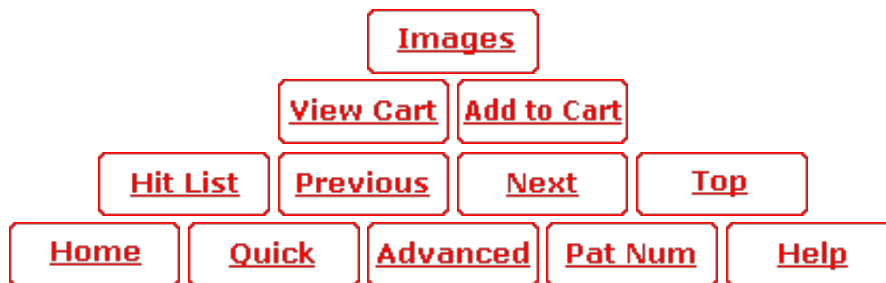 Images
View Cart Add to Cart
Hit List Previous Next Top
Home Quick Advanced Pat Num Help